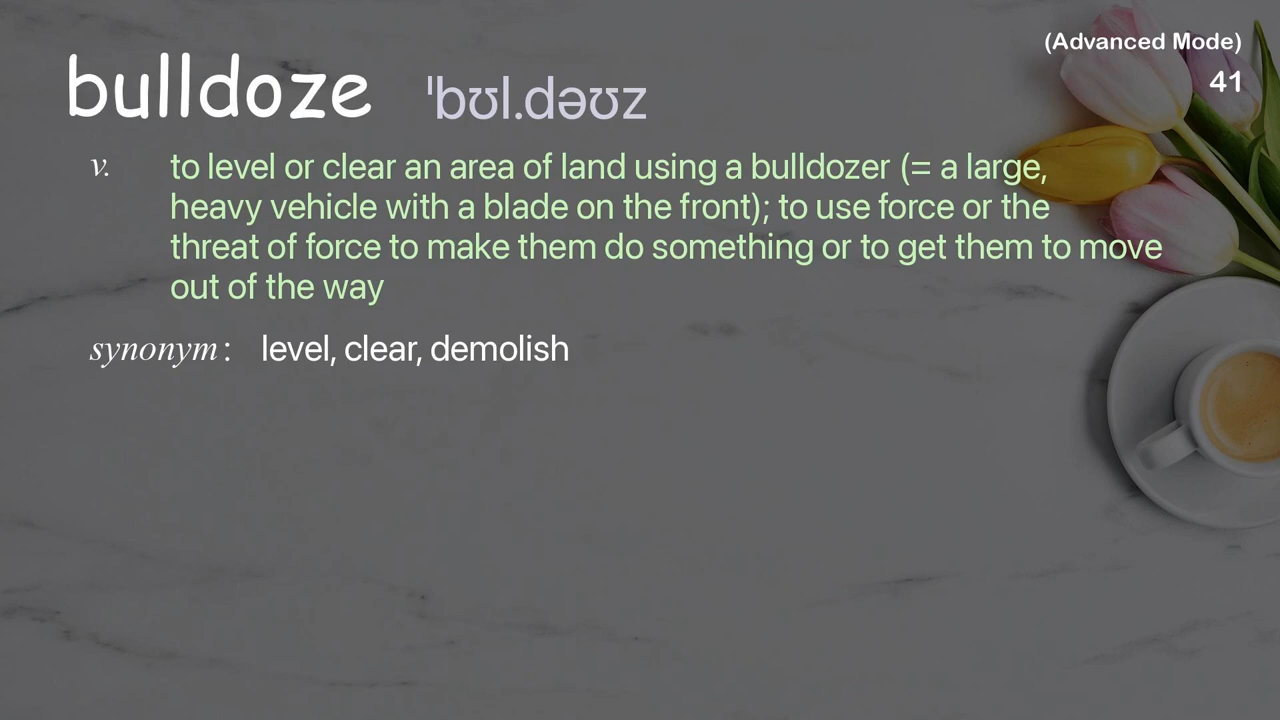 (Advanced Mode)
41
bulldoze ˈbʊl.dəʊz
v. to level or clear an area of land using a bulldozer (= a large,
heavy vehicle with a blade on the front); to use force or the
threat of force to make them do something or to get them to move
out of the way
synonym : level, clear, demolish